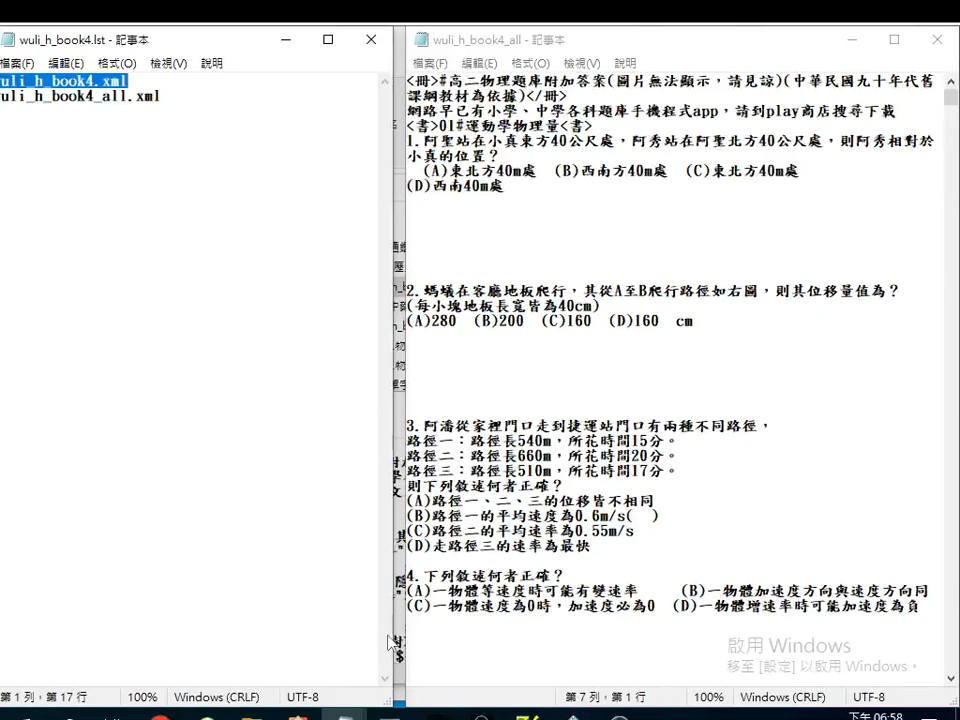 wuli_h_book4.lst - 記事本
檔案(F) 編輯(E) 格式(O) 檢視(V) 說明
wuli_h_book4.xml
wuli_h_book4_all.xml
第 1 列，第 17 行 100% Windows (CRLF) UTF-8
wuli_h_book4_all - 記事本
檔案(F) 編輯(E) 格式(O) 檢視(V) 說明
<冊>#高二物理題庫附加答案(圖片無法顯示，請見諒)(中華民國九十年代舊
課綱教材為依據)</冊>
網路早已有小學、中學各科題庫手機程式app，請到play商店搜尋下載
<書>01#運動學物理量<書>
1.阿聖站在小真東方40公尺處，阿秀站在阿聖北方40公尺處，則阿秀相對於
小真的位置？
(A)東北方40m處 (B)西南方40m處 (C)東北方40m處
(D)西南40m處
2.螞蟻在客廳地板爬行，其從A至B爬行路徑如右圖，則其位移量值為？
(每小塊地板長寬皆為40cm)
(A)280 (B)200 (C)160 (D)160 cm
3.阿潘從家裡門口走到捷運站門口有兩種不同路徑，
路徑一：路徑長540m，所花時間15分。
路徑二：路徑長660m，所花時間20分。
路徑三：路徑長510m，所花時間17分。
則下列敘述何者正確？
(A)路徑一、二、三的位移皆不相同
(B)路徑一的平均速度為0.6m/s( )
(C)路徑二的平均速率為0.55m/s
(D)走路徑三的速率為最快
4.下列敘述何者正確？
(A)一物體等速度時可能有變速率 (B)一物體加速度方向與速度方向同
(C)一物體速度為0時，加速度必為0 (D)一物體增速率時可能加速度為負
啟用 Windows
移至 [設定] 以啟用 Windows。
第 7 列，第 1 行 100% Windows (CRLF) UTF-8
下午 06:58